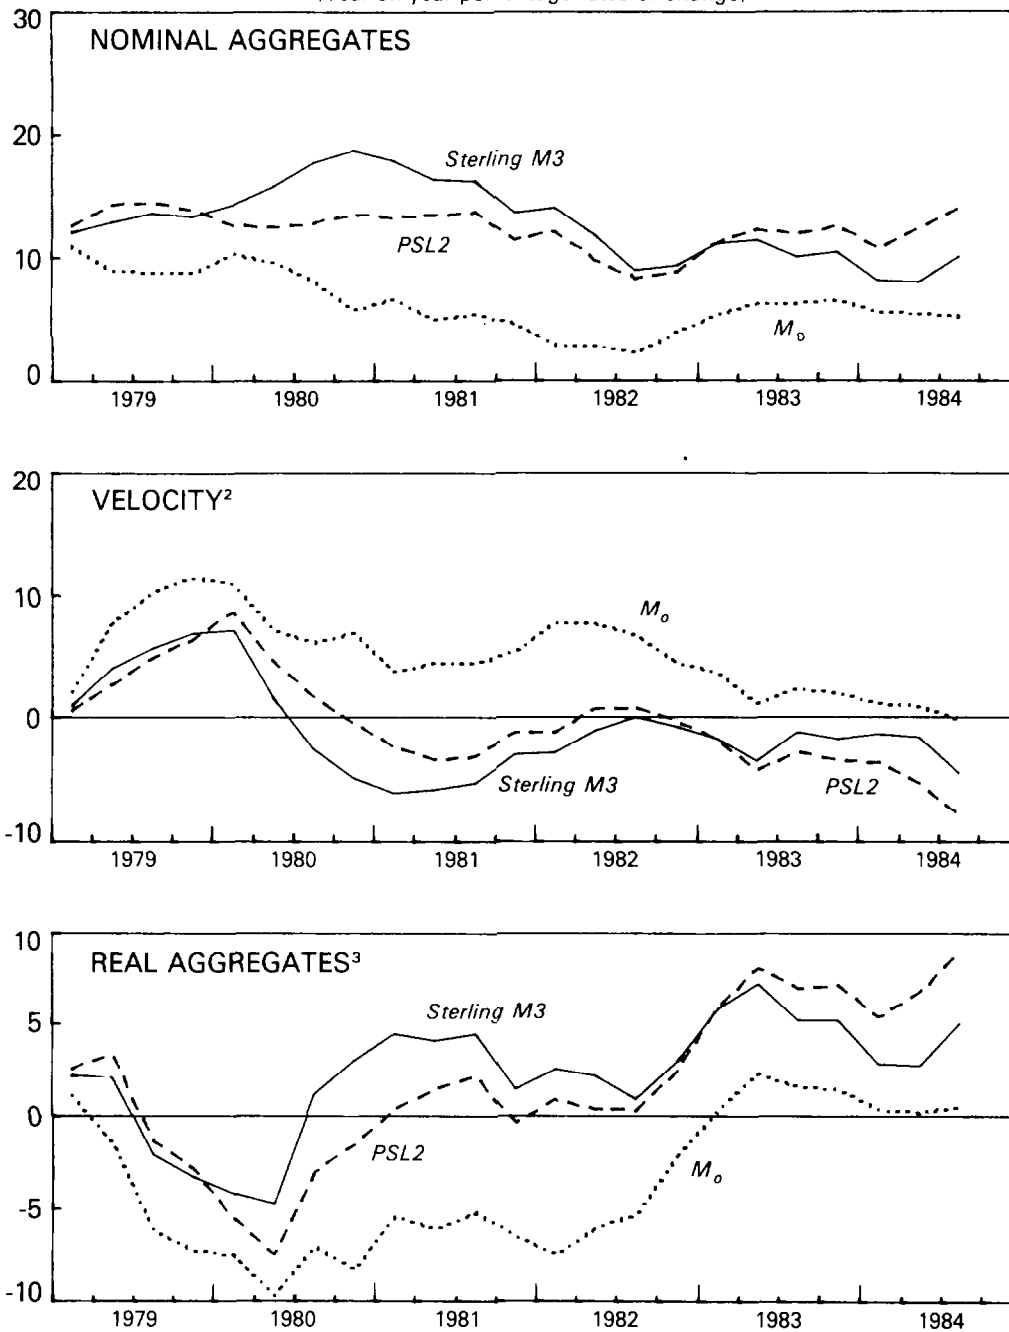 30
NOMINAL AGGREGATES
20
Sterling M3
PSL2
10
Mo
0
1979 1980 1981 1982 1983 1984
20
VELOCITY²
10
Mo
0
Sterling M3
PSL2
-10
1979 1980 1981 1982 1983 1984
10
REAL AGGREGATES³
Sterling M3
5
0
PSL2
Mo
-5
-10
1979 1980 1981 1982 1983 1984